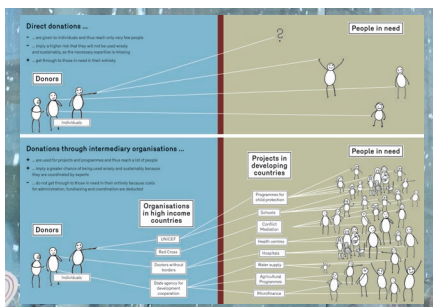 Direct donations ...
– ... are given to individuals and thus reach only very few people.
– ... imply a higher risk that they will not be used wisely
and sustainably, as the necessary expertise is missing.
+ ... get through to those in need in their entirety.
Donors
Individuals
?
People in need
Donations through intermediary organisations ...
+ ... are used for projects and programmes and thus reach a lot of people.
+ ... imply a greater chance of being used wisely and sustainably because
they are coordinated by experts.
– ... do not get through to those in need in their entirety because costs
for administration, fundraising and coordination are deducted.
Donors
Individuals
Organisations
in high income
countries
UNICEF
Red Cross
Doctors without
borders
State agency for
development
cooperation
Projects in
developing
countries
Programmes for
child protection
Schools
Conflict
Mediation
Health centres
Hospitals
Water supply
Agricultural
Programmes
Microfinance
People in need